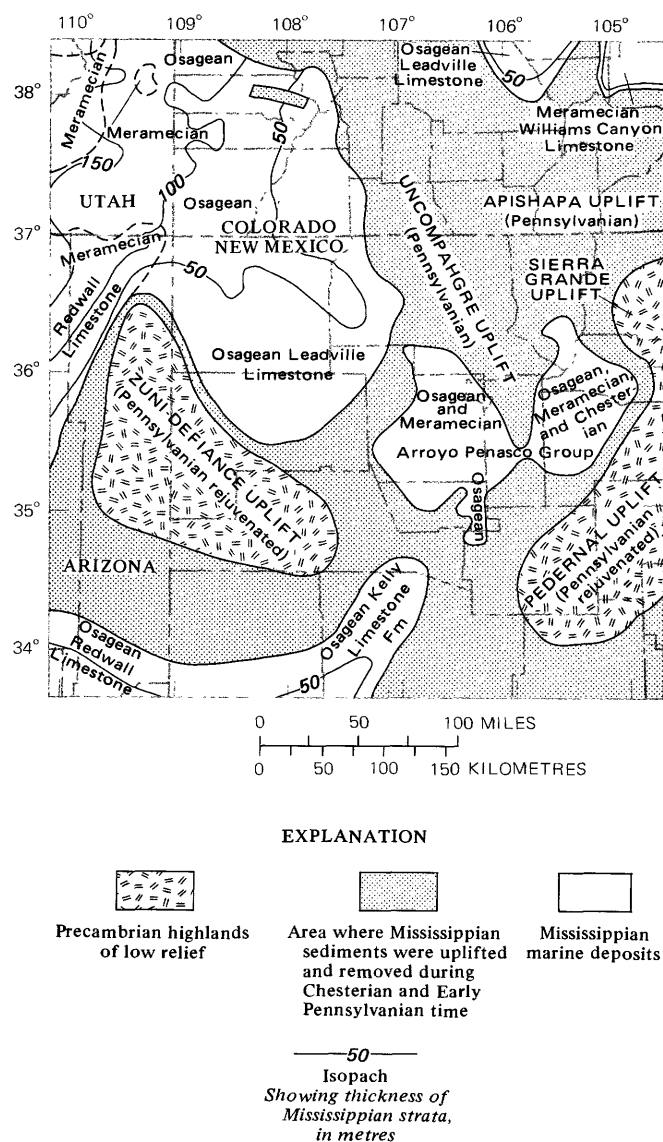 110° 109° 108° 107° 106° 105°
38°
37°
36°
35°
34°
Osagean
Meramecian
Meramecian
150
100
50
UTAH
Osagean
COLORADO
NEW MEXICO
Meramecian
50
Redwall
Limestone
Osagean Leadville
Limestone
ZUNI-DEFIANCE UPLIFT
(Pennsylvanian rejuvenated)
ARIZONA
Osagean
Redwall
Limestone
Osagean Kelly
Limestone
Fm
50
Osagean
Leadville
Limestone
50
Meramecian
Williams Canyon
Limestone
UNCOMPAHGRE UPLIFT
(Pennsylvanian)
APISHAPA UPLIFT
(Pennsylvanian)
SIERRA
GRANDE
UPLIFT
Osagean
and
Meramecian
Osagean,
Meramecian,
and Chester-
ian
Arroyo Penasco Group
Osagean
PEDERNAL UPLIFT
(Pennsylvanian
rejuvenated)
0 50 100 MILES
0 50 100 150 KILOMETRES
EXPLANATION
Precambrian highlands
of low relief
Area where Mississippian
sediments were uplifted
and removed during
Chesterian and Early
Pennsylvanian time
Mississippian
marine deposits
50
Isopach
Showing thickness of
Mississippian strata,
in metres